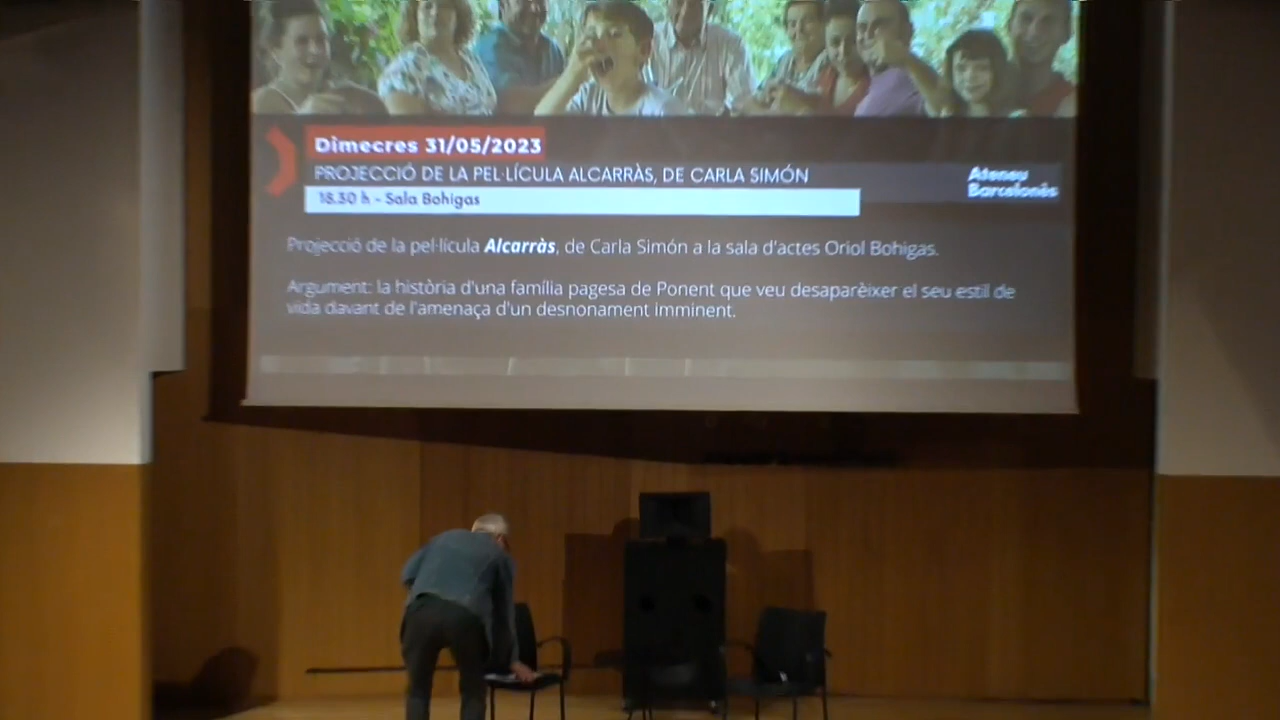 Dimecres 31/05/2023
PROJECCIÓ DE LA PEL·LÍCULA ALCARRÀS, DE CARLA SIMÓN
18.30 h - Sala Bohigas
Ateneu
Barcelonès
Projecció de la pel·lícula Alcarràs, de Carla Simón a la sala d'actes Oriol Bohigas.
Argument: la història d'una família pagesa de Ponent que veu desaparèixer el seu estil de
vida davant de l'amenaça d'un desnonament imminent.